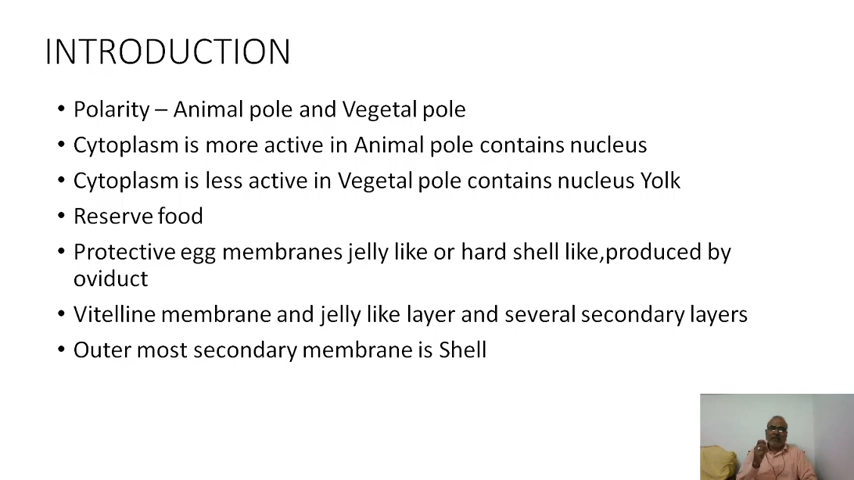 INTRODUCTION
• Polarity – Animal pole and Vegetal pole
• Cytoplasm is more active in Animal pole contains nucleus
• Cytoplasm is less active in Vegetal pole contains nucleus Yolk
• Reserve food
• Protective egg membranes jelly like or hard shell like,produced by
oviduct
• Vitelline membrane and jelly like layer and several secondary layers
• Outer most secondary membrane is Shell